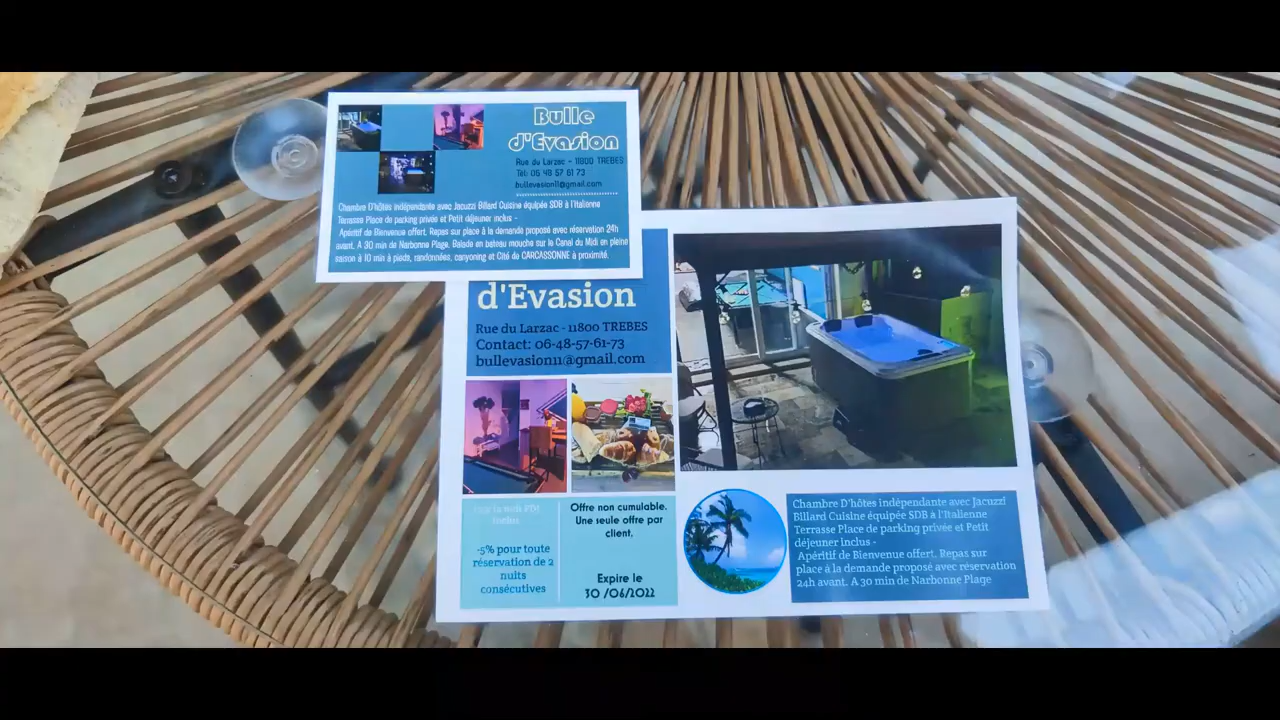 Bulle
d'Evasion
Rue du Larzac - 11800 TREBES
Tél: 06 48 57 61 73
bullevasion11@gmail.com
Chambre D'hôtes indépendante avec Jacuzzi Billard Cuisine équipée SDB à l'Italienne
Terrasse Place de parking privée et Petit déjeuner inclus -
Apéritif de Bienvenue offert. Repas sur place à la demande proposé avec réservation 24h
avant. A 30 min de Narbonne Plage. Balade en bateau mouche sur le Canal du Midi en pleine
saison à 10 min à pieds, randonnées, canyoning et Cité de CARCASSONNE à proximité.
d'Evasion
Rue du Larzac - 11800 TREBES
Contact: 06-48-57-61-73
bullevasion11@gmail.com
-5% pour toute
réservation de 2
nuits
consécutives
Offre non cumulable.
Une seule offre par
client,
Expire le
30 /06/2022
Chambre D'hôtes indépendante avec Jacuzzi
Billard Cuisine équipée SDB à l'Italienne
Terrasse Place de parking privée et Petit
déjeuner inclus -
Apéritif de Bienvenue offert. Repas sur
place à la demande proposé avec réservation
24h avant. A 30 min de Narbonne Plage